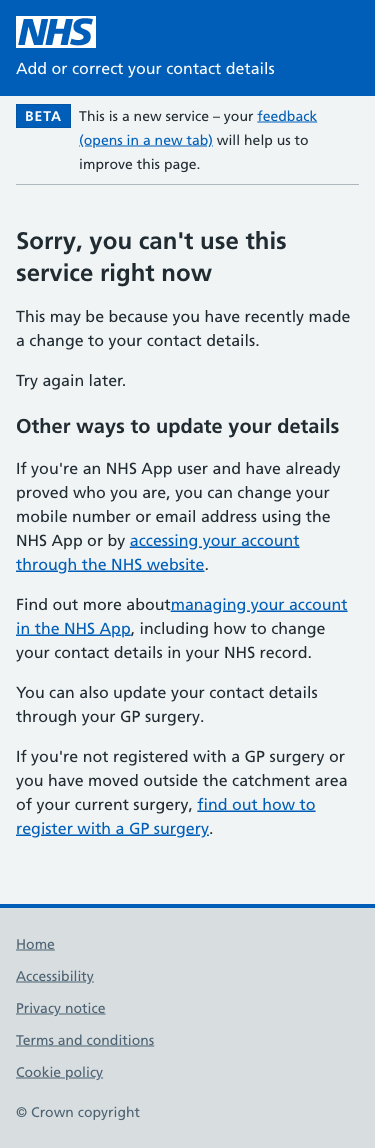 NHS
Add or correct your contact details
BETA
This is a new service – your feedback
(opens in a new tab) will help us to
improve this page.
Sorry, you can't use this
service right now
This may be because you have recently made
a change to your contact details.
Try again later.
Other ways to update your details
If you're an NHS App user and have already
proved who you are, you can change your
mobile number or email address using the
NHS App or by accessing your account
through the NHS website.
Find out more aboutmanaging your account
in the NHS App, including how to change
your contact details in your NHS record.
You can also update your contact details
through your GP surgery.
If you're not registered with a GP surgery or
you have moved outside the catchment area
of your current surgery, find out how to
register with a GP surgery.
Home
Accessibility
Privacy notice
Terms and conditions
Cookie policy
© Crown copyright